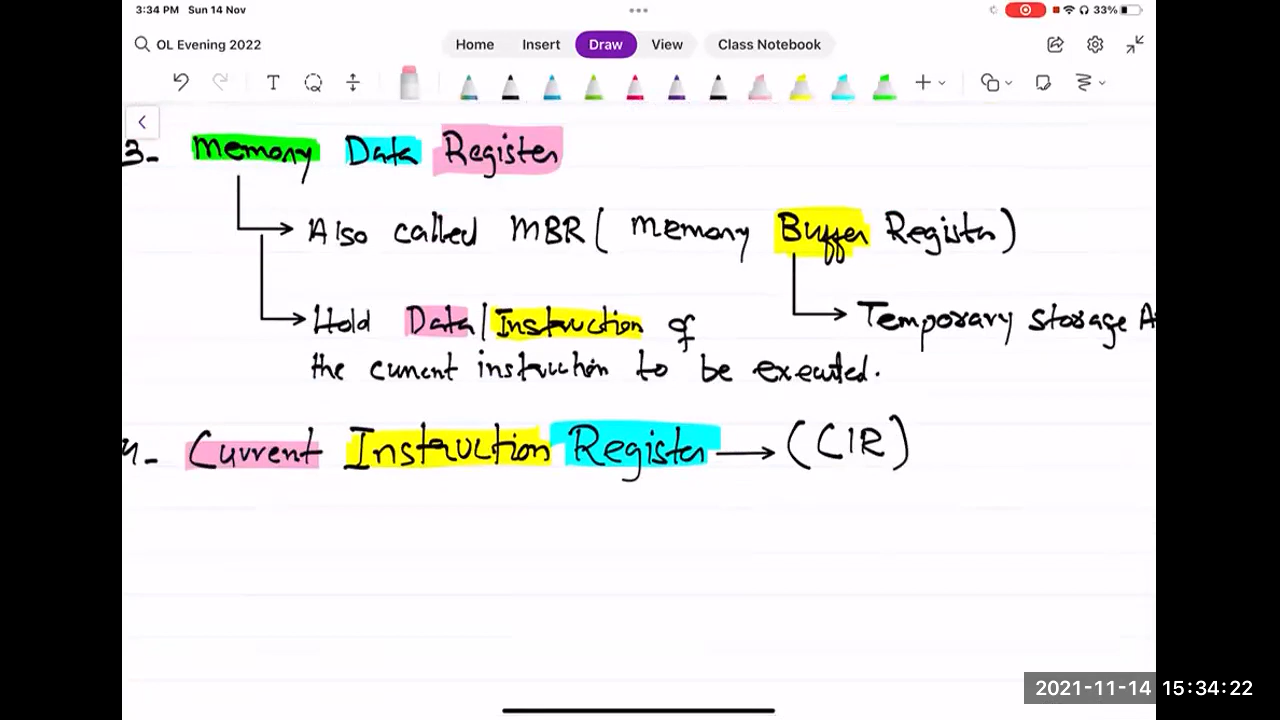 3:34 PM Sun 14 Nov
33%
OL Evening 2022
Home Insert Draw View Class Notebook
3- Memory Data Register
Also called MBR ( Memory Buffer Register )
Hold Data/Instruction of
Temporary Storage A
the current instruction to be executed.
4- Current Instruction Register → (CIR)
2021-11-14 15:34:22